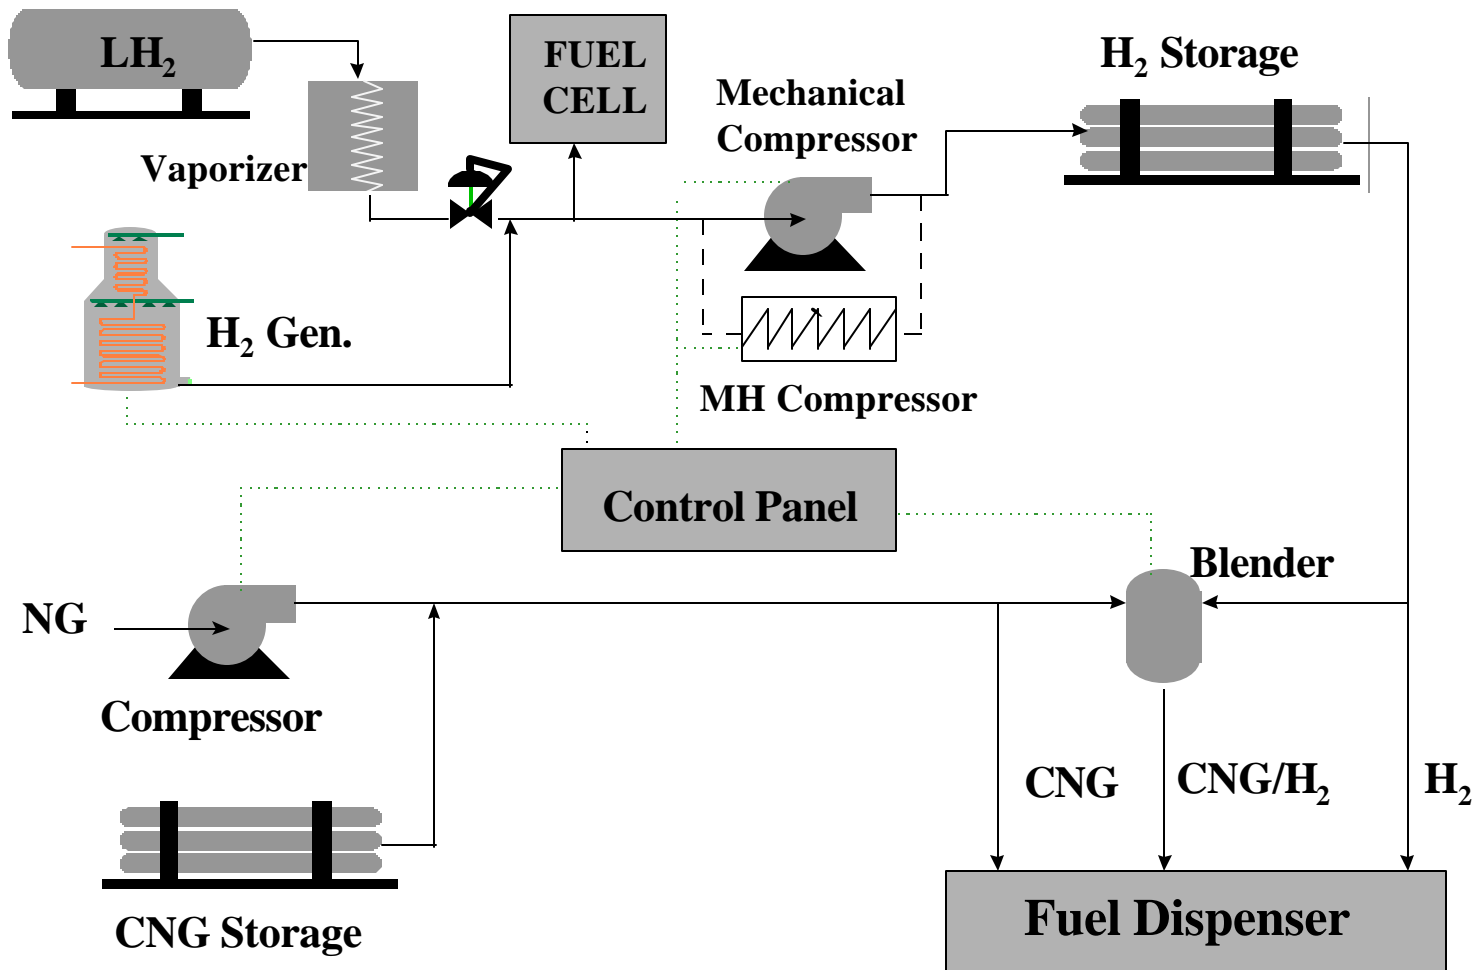 LH₂
FUEL
CELL
H₂ Storage
Mechanical
Compressor
Vaporizer
H₂ Gen.
MH Compressor
Control Panel
Blender
NG
Compressor
CNG
CNG/H₂
H₂
CNG Storage
Fuel Dispenser